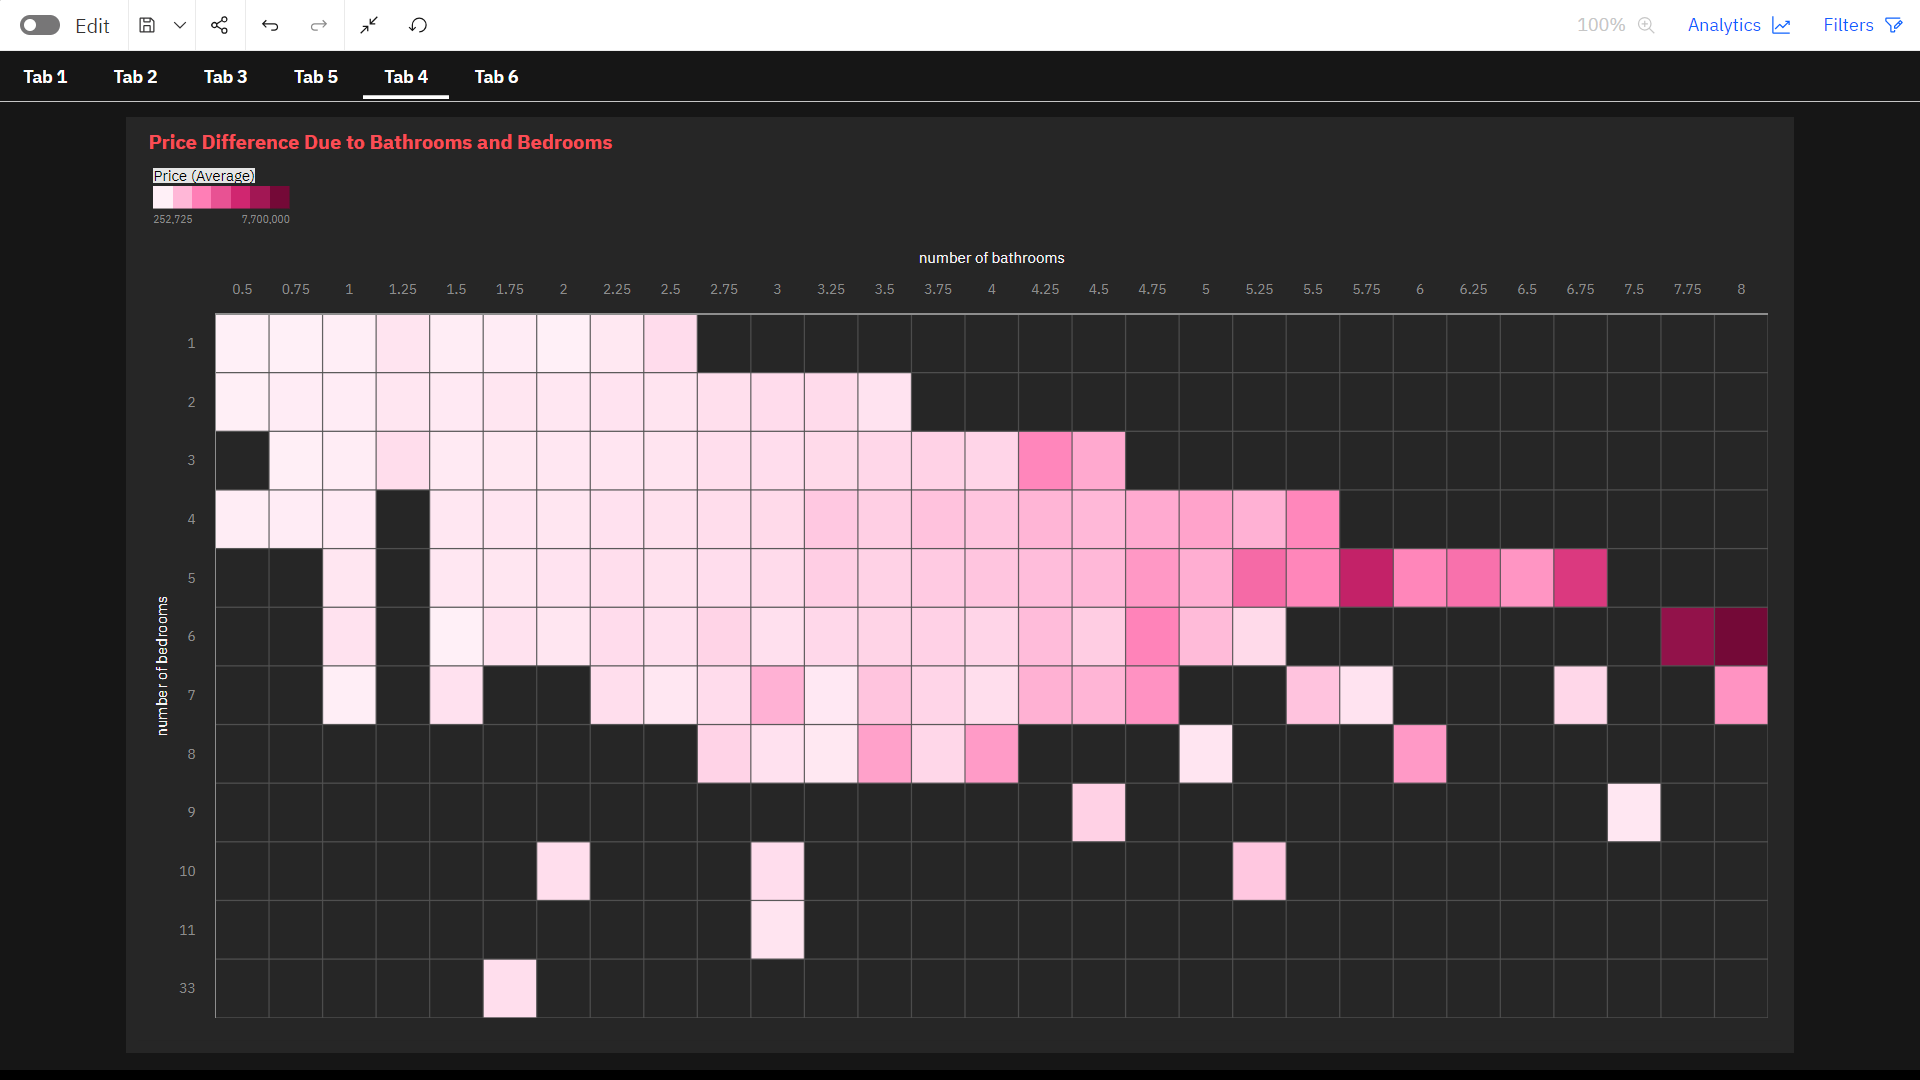 Edit
100%
Analytics
Filters
Tab 1 Tab 2 Tab 3 Tab 5 Tab 4 Tab 6
Price Difference Due to Bathrooms and Bedrooms
Price (Average)
252,725 7,700,000
number of bathrooms
0.5 0.75 1 1.25 1.5 1.75 2 2.25 2.5 2.75 3 3.25 3.5 3.75 4 4.25 4.5 4.75 5 5.25 5.5 5.75 6 6.25 6.5 6.75 7.5 7.75 8
number of bedrooms
1
2
3
4
5
6
7
8
9
10
11
33